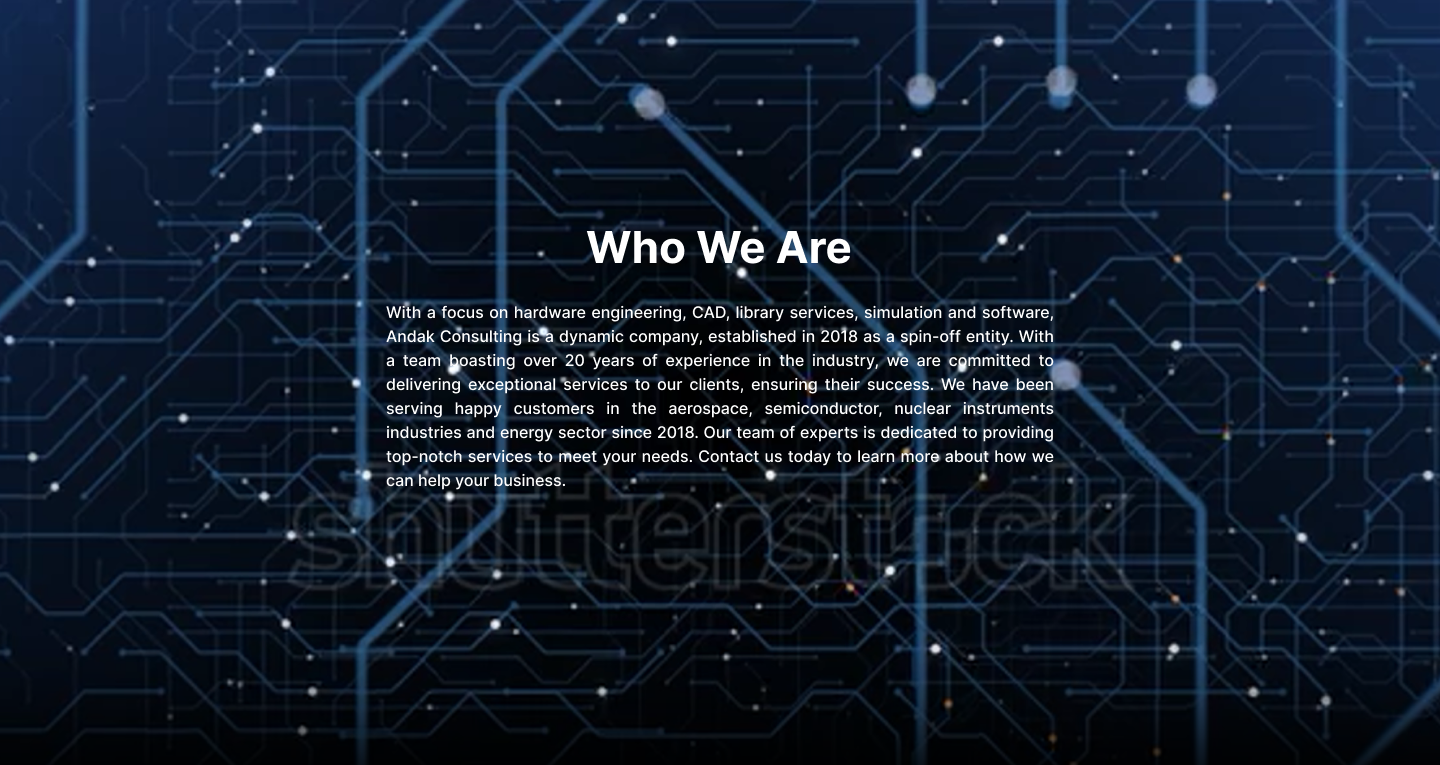 Who We Are
With a focus on hardware engineering, CAD, library services, simulation and software,
Andak Consulting is a dynamic company, established in 2018 as a spin-off entity. With
a team boasting over 20 years of experience in the industry, we are committed to
delivering exceptional services to our clients, ensuring their success. We have been
serving happy customers in the aerospace, semiconductor, nuclear instruments
industries and energy sector since 2018. Our team of experts is dedicated to providing
top-notch services to meet your needs. Contact us today to learn more about how we
can help your business.
shutterstock